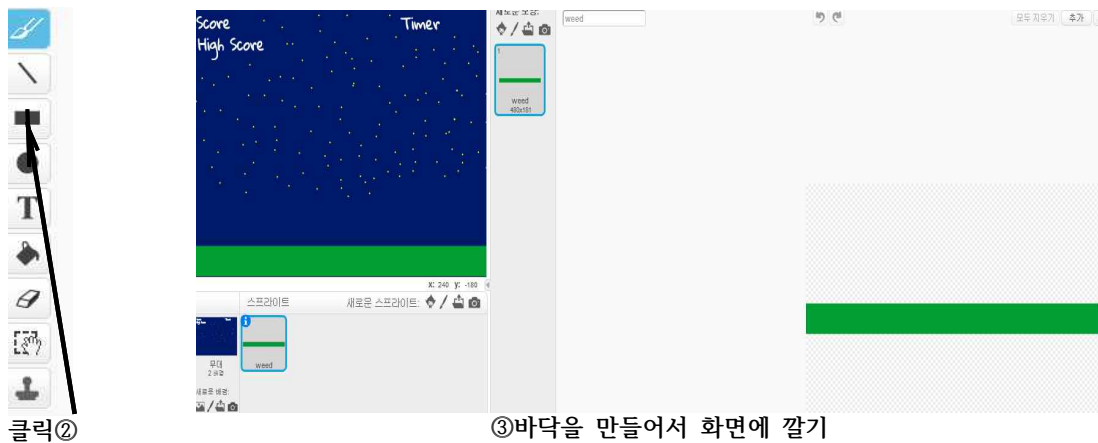 Score
Timer
High Score
새로운 모양:
weed
모두 지우기
추가
1
weed
480x181
T
x: 240 y: -180
스프라이트
새로운 스프라이트:
무대
2 배경
weed
새로운 배경:
클릭②
③바닥을 만들어서 화면에 깔기